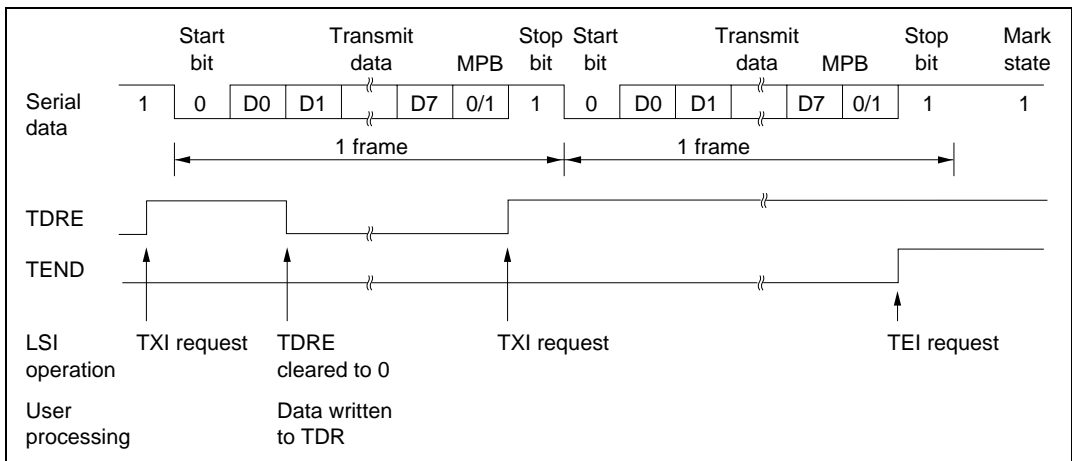 Start bit Transmit data MPB Stop bit Start bit Transmit data MPB Stop bit Mark state
Serial data 1 0 D0 D1 D7 0/1 1 0 D0 D1 D7 0/1 1 1
1 frame 1 frame
TDRE
TEND
LSI operation TXI request TDRE cleared to 0 TXI request TEI request
User processing Data written to TDR